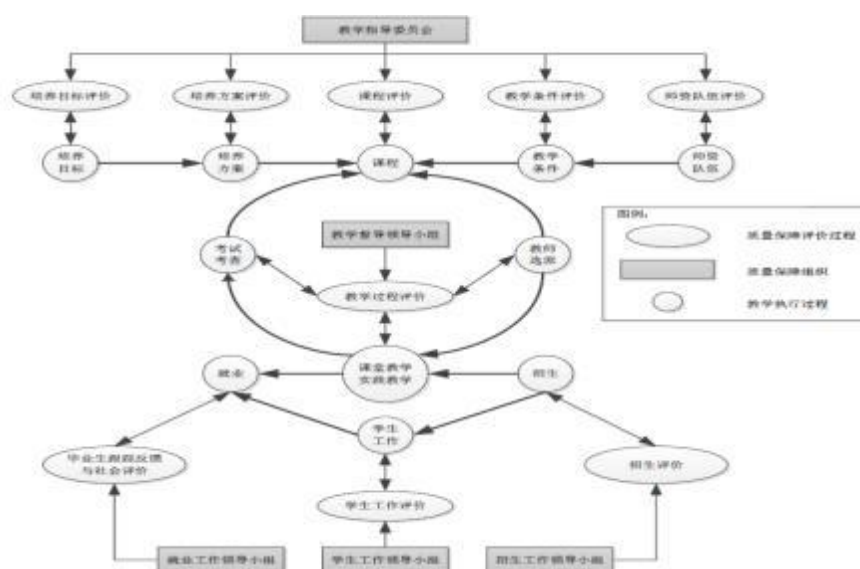 教学指导委员会
培养目标评价
培养方案评价
课程评价
教学条件评价
师资队伍评价
培养
目标
培养
方案
课程
教学
条件
师资
队伍
教学督导领导小组
考试
考查
教师
选派
教学过程评价
课堂教学
实践教学
就业
招生
学生
工作
毕业生跟踪反馈
与社会评价
招生评价
学生工作评价
就业工作领导小组
学生工作领导小组
招生工作领导小组
图例：
质量保障评价过程
质量保障组织
教学执行过程